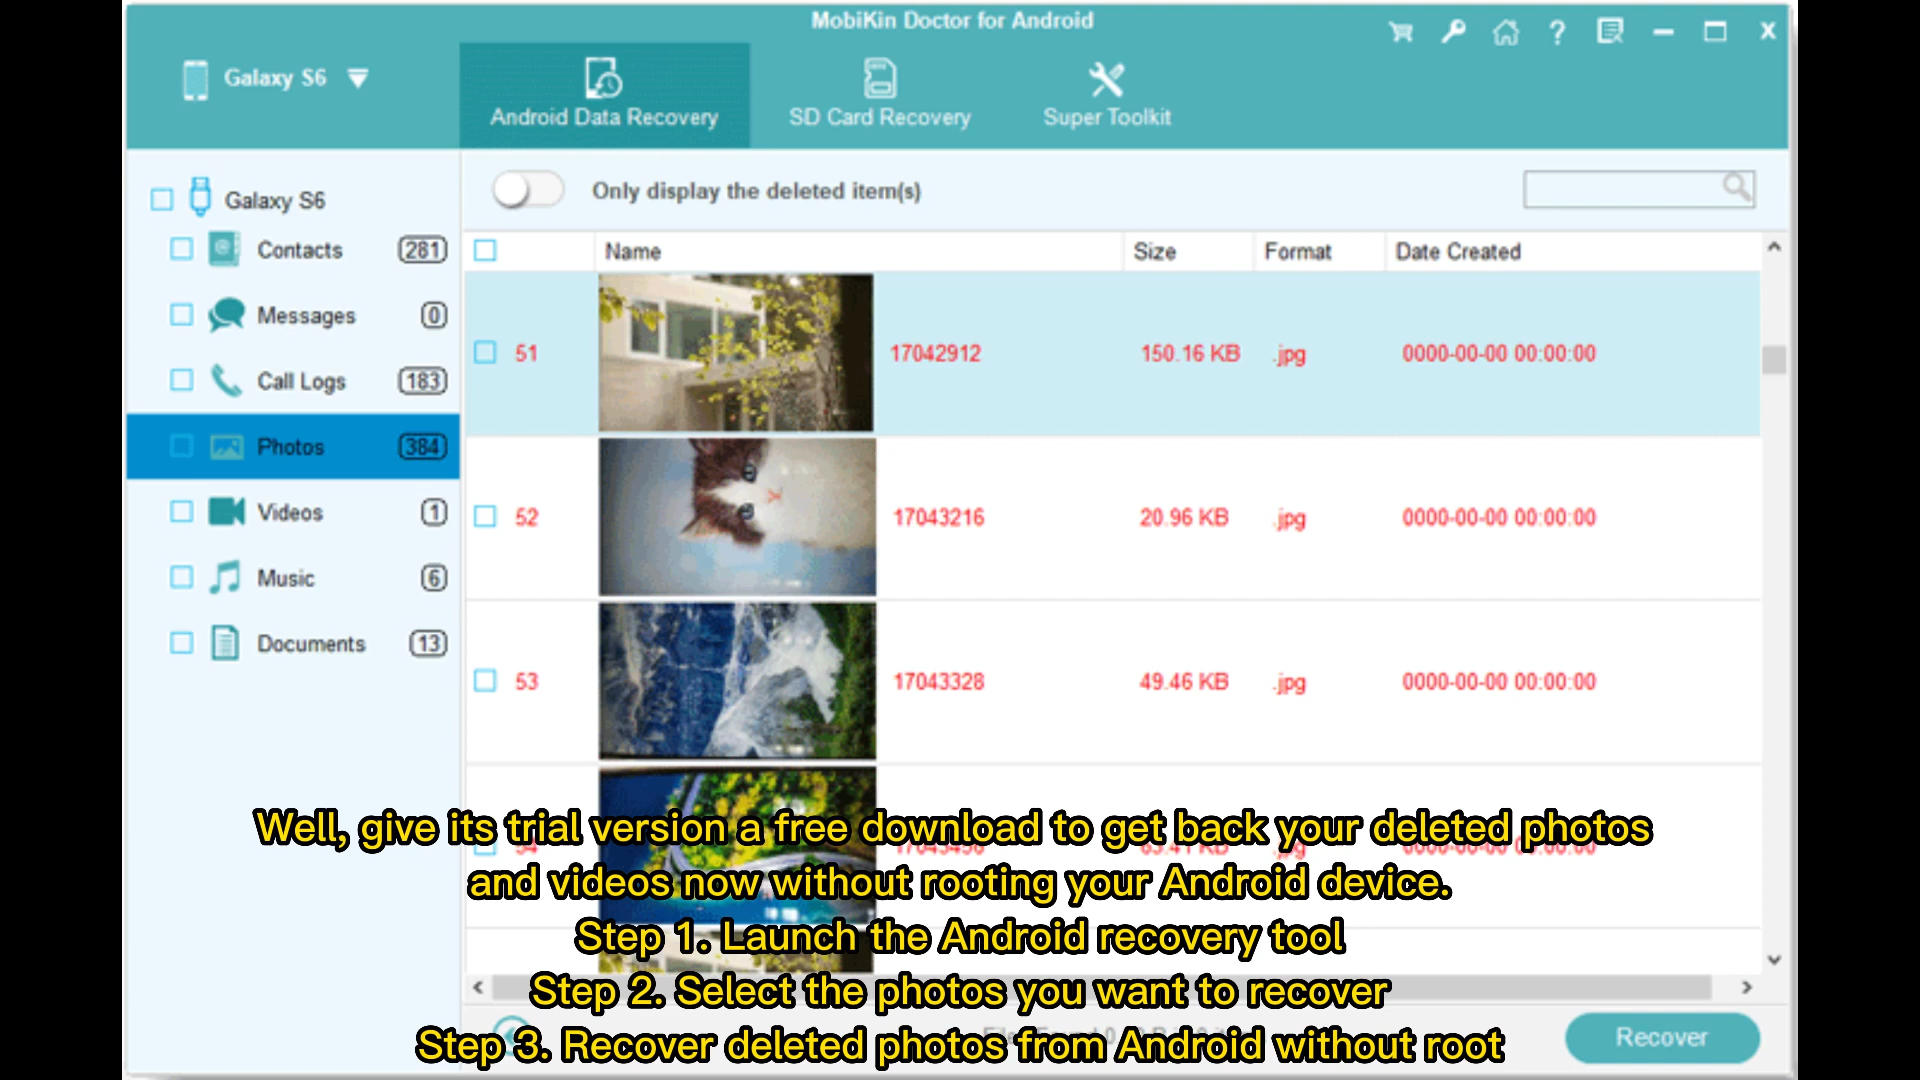 MobiKin Doctor for Android
Galaxy S6
Android Data Recovery
SD Card Recovery
Super Toolkit
Galaxy S6
Only display the deleted item(s)
Contacts (281)
Messages (0)
Call Logs (183)
Photos (384)
Videos (1)
Music (6)
Documents (13)
Name Size Format Date Created
51 17042912 150.16 KB .jpg 0000-00-00 00:00:00
52 17043216 20.96 KB .jpg 0000-00-00 00:00:00
53 17043328 49.46 KB .jpg 0000-00-00 00:00:00
Well, give its trial version a free download to get back your deleted photos
and videos now without rooting your Android device.
Step 1. Launch the Android recovery tool
Step 2. Select the photos you want to recover
Step 3. Recover deleted photos from Android without root
Recover